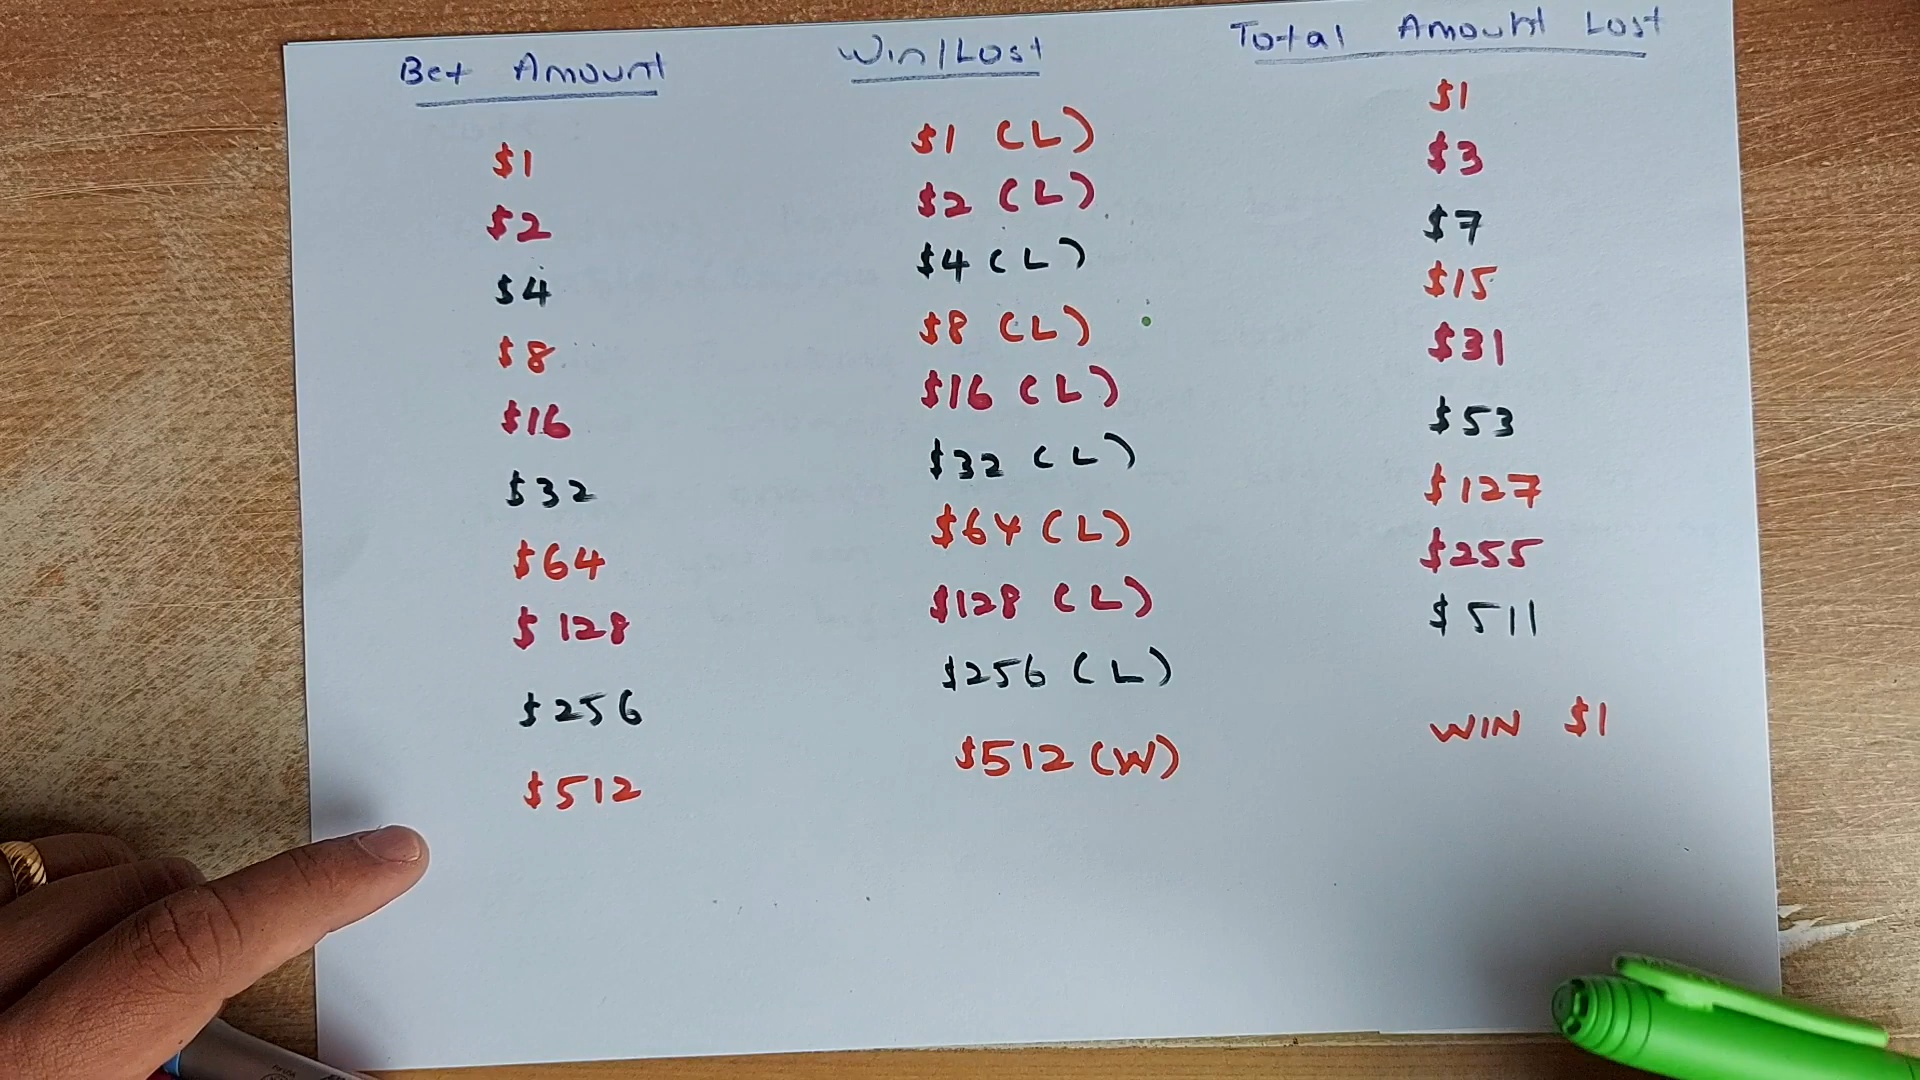 Bet Amount Win/Lost Total Amount Lost
$1 $1 (L) $1
$2 $2 (L) $3
$4 $4 (L) $7
$8 $8 (L) $15
$16 $16 (L) $31
$32 $32 (L) $53
$64 $64 (L) $127
$128 $128 (L) $255
$256 $256 (L) $511
$512 $512 (W) WIN $1